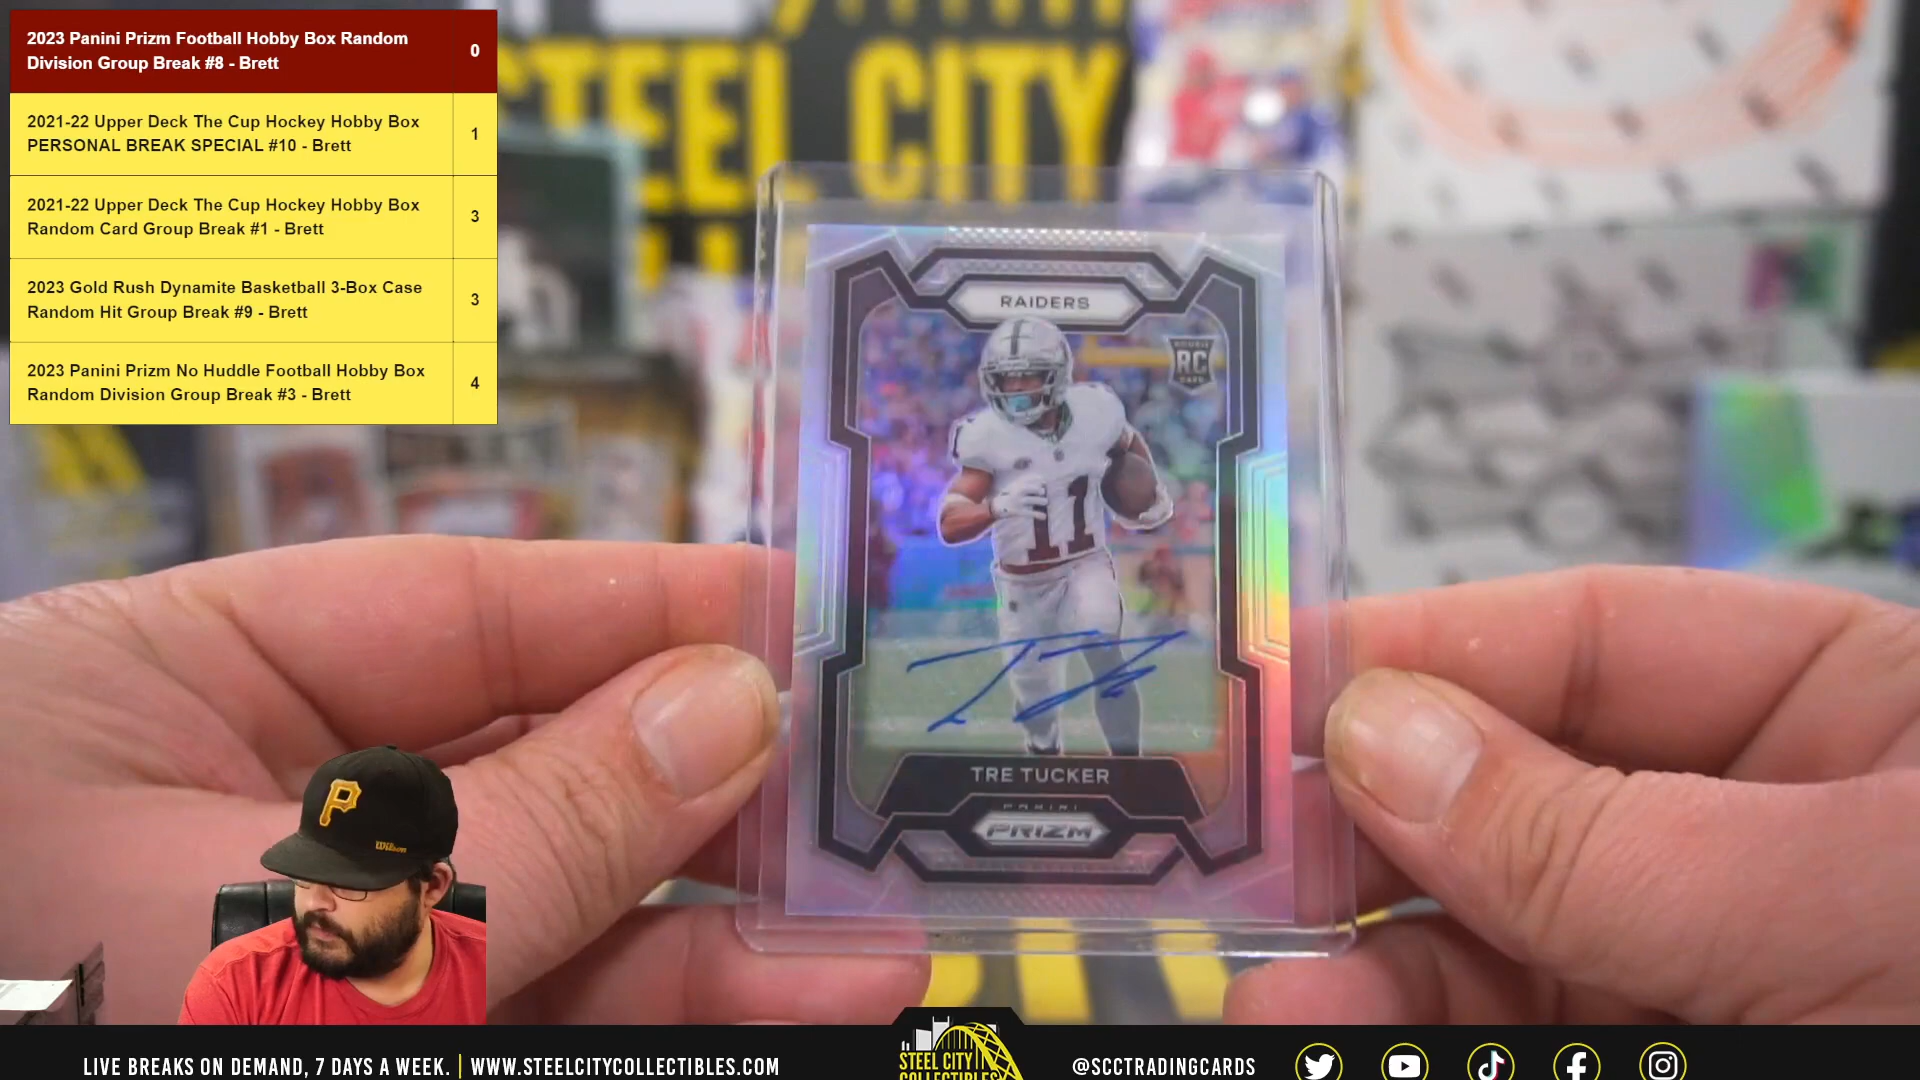 2023 Panini Prizm Football Hobby Box Random
Division Group Break #8 - Brett
0
2021-22 Upper Deck The Cup Hockey Hobby Box
PERSONAL BREAK SPECIAL #10 - Brett
1
2021-22 Upper Deck The Cup Hockey Hobby Box
Random Card Group Break #1 - Brett
3
2023 Gold Rush Dynamite Basketball 3-Box Case
Random Hit Group Break #9 - Brett
3
2023 Panini Prizm No Huddle Football Hobby Box
Random Division Group Break #3 - Brett
4
STEEL CITY
RAIDERS
ROOKIE
RC
CARD
11
TRE TUCKER
PANINI
PRIZM
P
Wilson
LIVE BREAKS ON DEMAND, 7 DAYS A WEEK. | WWW.STEELCITYCOLLECTIBLES.COM
STEEL CITY
COLLECTIBLES
@SCCTRADINGCARDS